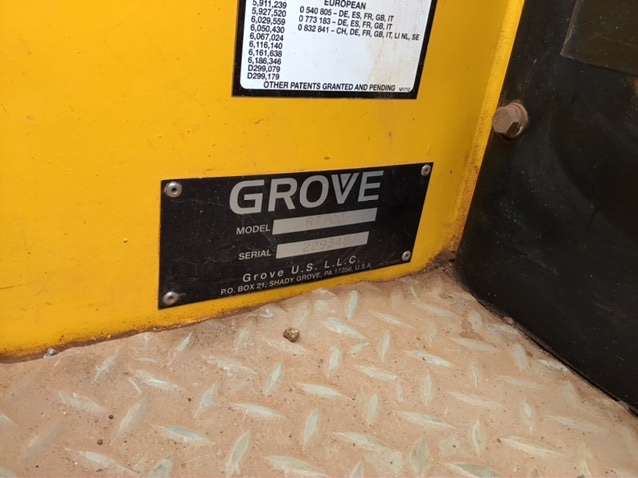 5,911,239
5,927,520
6,029,559
6,050,430
6,067,024
6,116,140
6,161,638
6,186,346
D299,079
D299,179
EUROPEAN
0 540 805 - DE, ES, FR, GB, IT
0 773 183 - DE, ES, FR, GB, IT
0 832 841 - CH, DE, FR, GB, IT, LI NL, SE
OTHER PATENTS GRANTED AND PENDING
GROVE
MODEL
SERIAL
Grove U.S. L.L.C.
P.O. BOX 21, SHADY GROVE, PA 17256, U.S.A.